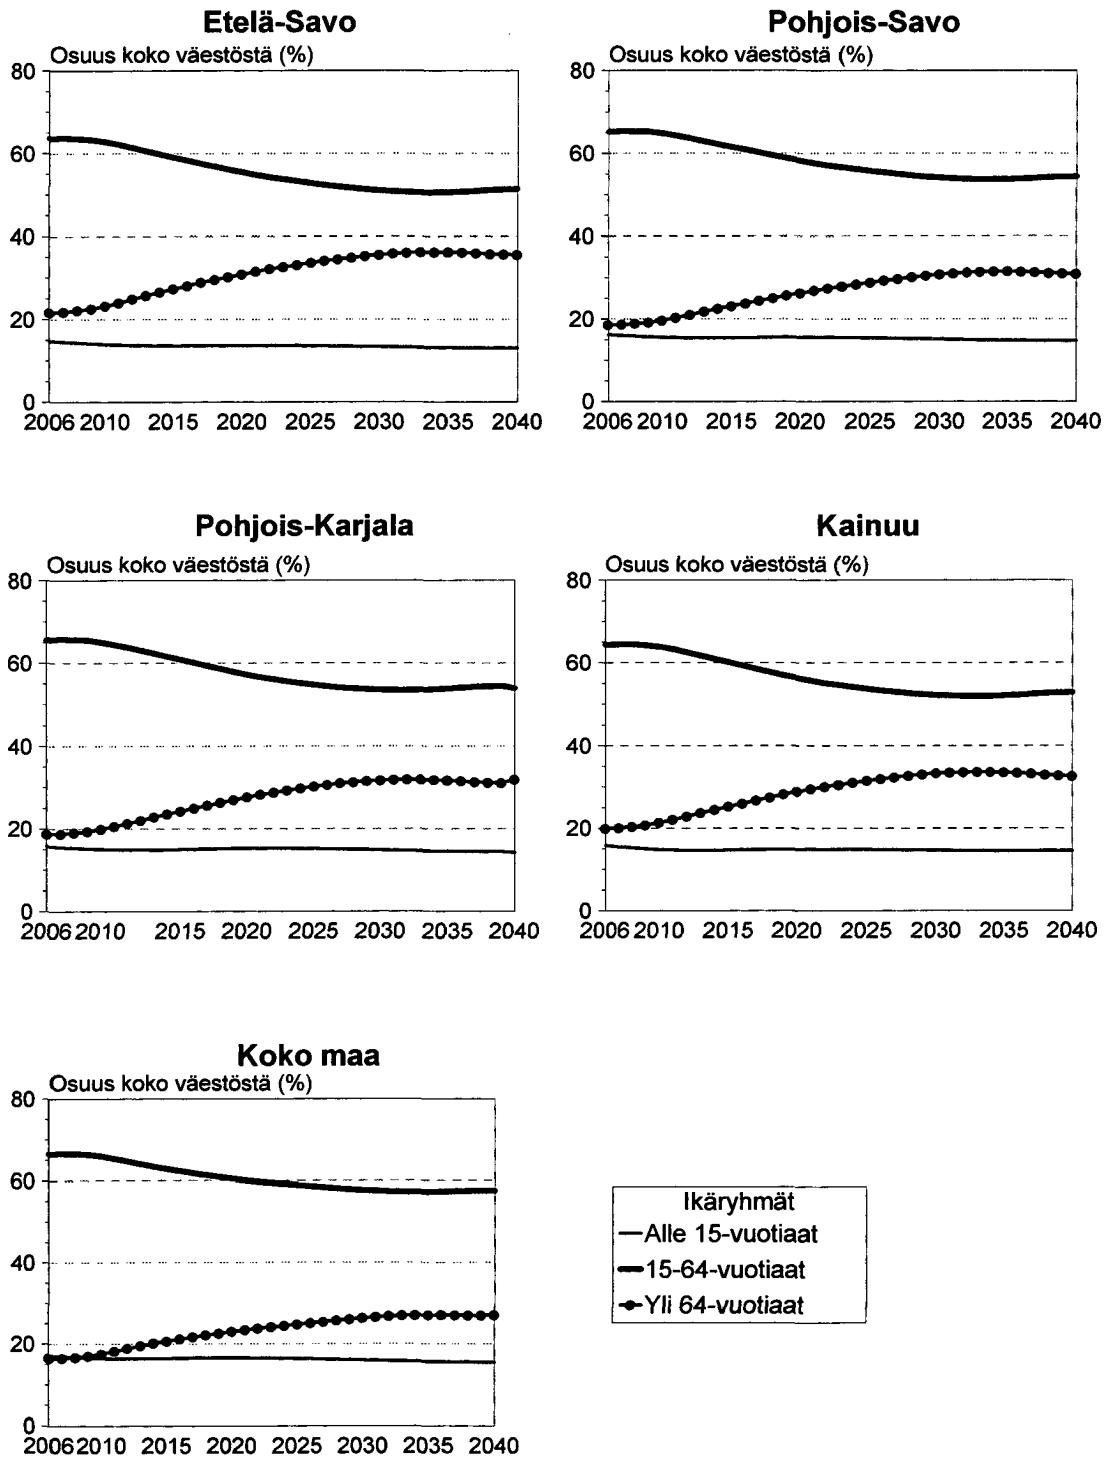 Etelä-Savo
Osuus koko väestöstä (%)
80
60
40
20
0
2006 2010 2015 2020 2025 2030 2035 2040
Pohjois-Savo
Osuus koko väestöstä (%)
80
60
40
20
0
2006 2010 2015 2020 2025 2030 2035 2040
Pohjois-Karjala
Osuus koko väestöstä (%)
80
60
40
20
0
2006 2010 2015 2020 2025 2030 2035 2040
Kainuu
Osuus koko väestöstä (%)
80
60
40
20
0
2006 2010 2015 2020 2025 2030 2035 2040
Koko maa
Osuus koko väestöstä (%)
80
60
40
20
0
2006 2010 2015 2020 2025 2030 2035 2040
Ikäryhmät
Alle 15-vuotiaat
15-64-vuotiaat
Yli 64-vuotiaat